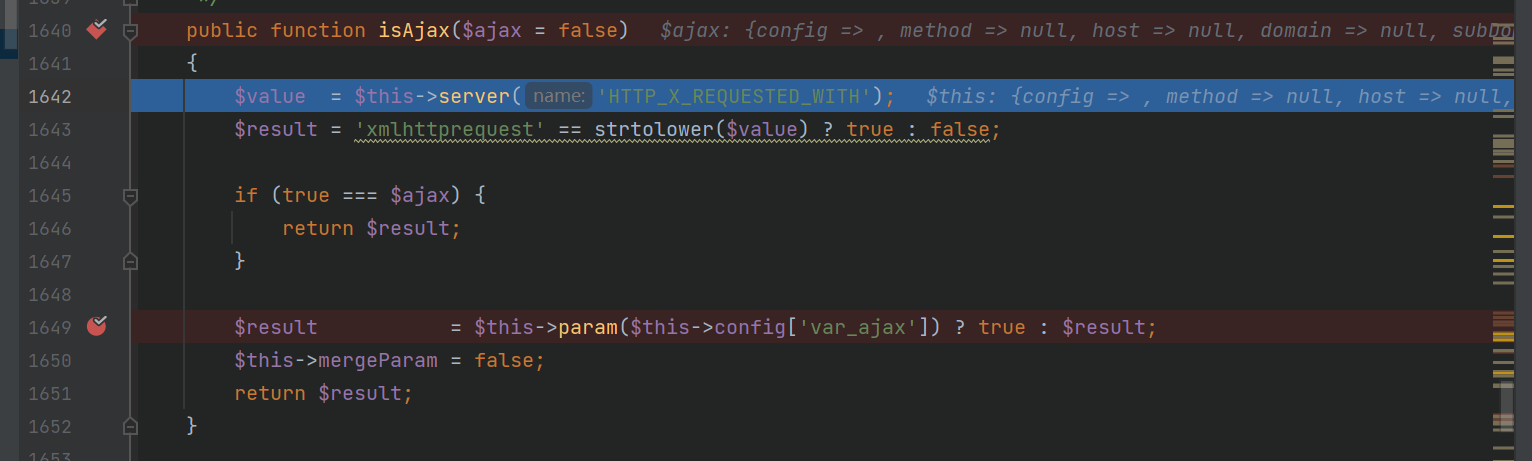 1639 */
1640 public function isAjax($ajax = false) $ajax: {config => , method => null, host => null, domain => null, subDo
1641 {
1642 $value = $this->server( name: 'HTTP_X_REQUESTED_WITH'); $this: {config => , method => null, host => null,
1643 $result = 'xmlhttprequest' == strtolower($value) ? true : false;
1644
1645 if (true === $ajax) {
1646 return $result;
1647 }
1648
1649 $result = $this->param($this->config['var_ajax']) ? true : $result;
1650 $this->mergeParam = false;
1651 return $result;
1652 }
1653